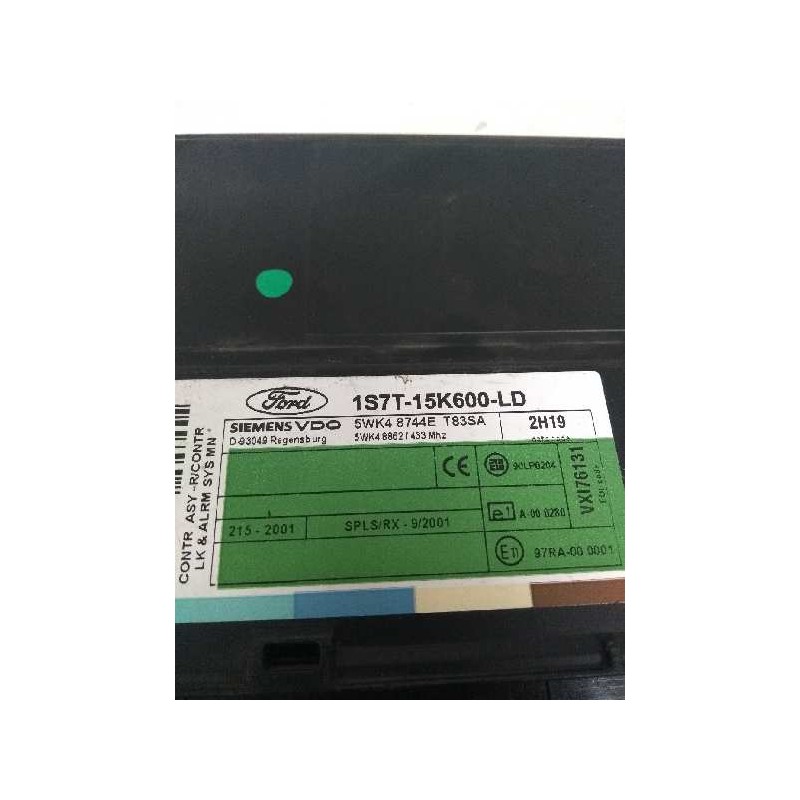 Ford
1S7T-15K600-LD
SIEMENS VDO
5WK4 8744E T83SA
2H19
D-93049 Regensburg
5WK4 8862 / 433 Mhz
CE
A-00 0280
215 - 2001
SPLS/RX - 9/2001
e1
E11
97RA-00 0001
VXI76131
CONTR ASY -R/CONTR
LK & ALRM SYS MN *